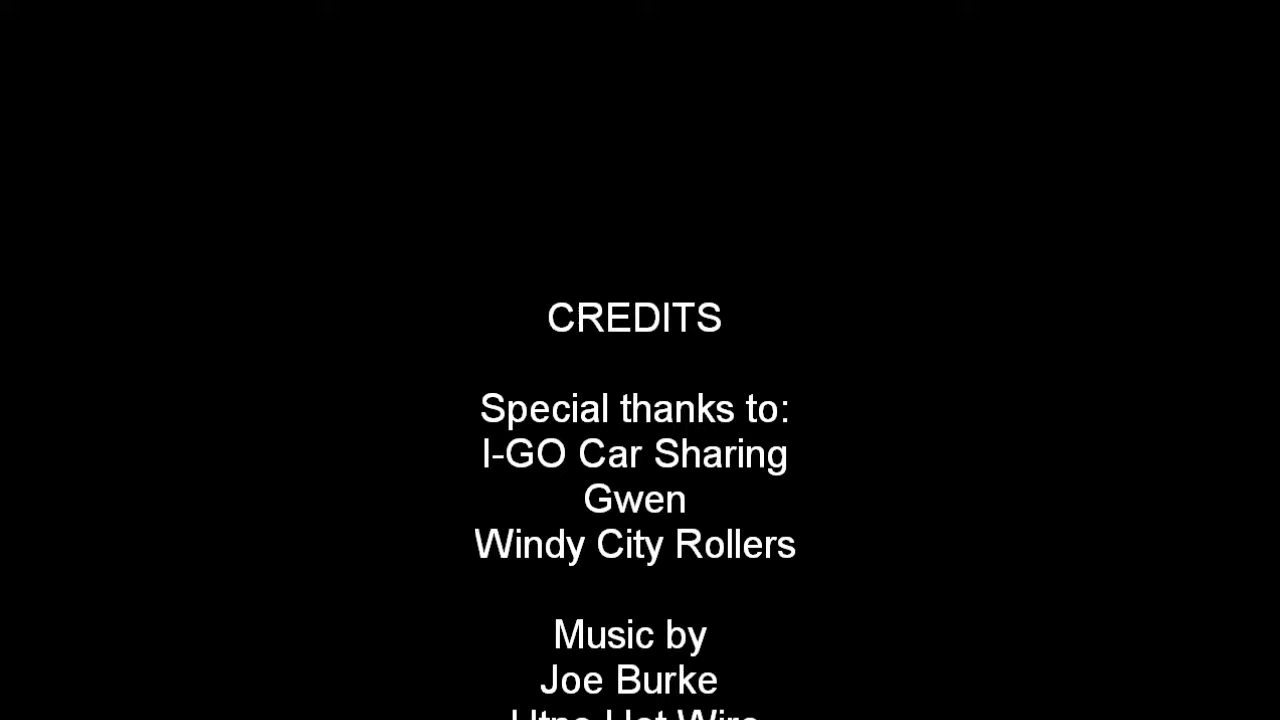 CREDITS
Special thanks to:
I-GO Car Sharing
Gwen
Windy City Rollers
Music by
Joe Burke